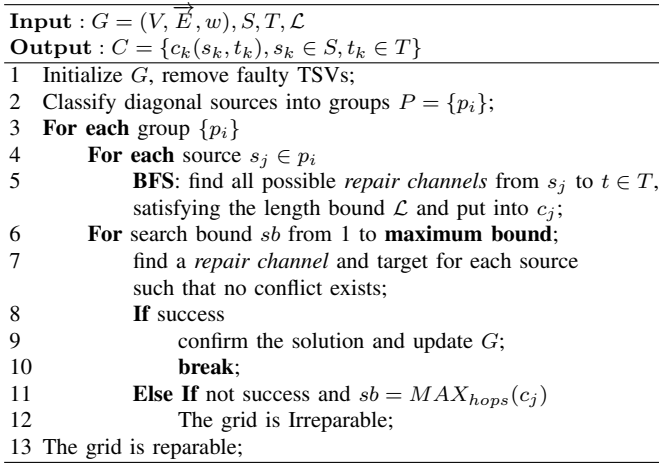 Input : G = (V, E⃗, w), S, T, ℒ
Output : C = {c_k(s_k, t_k), s_k ∈ S, t_k ∈ T}
1 Initialize G, remove faulty TSVs;
2 Classify diagonal sources into groups P = {p_i};
3 For each group {p_i}
4 For each source s_j ∈ p_i
5 BFS: find all possible repair channels from s_j to t ∈ T,
satisfying the length bound ℒ and put into c_j;
6 For search bound sb from 1 to maximum bound;
7 find a repair channel and target for each source
such that no conflict exists;
8 If success
9 confirm the solution and update G;
10 break;
11 Else If not success and sb = MAX_hops(c_j)
12 The grid is Irreparable;
13 The grid is reparable;